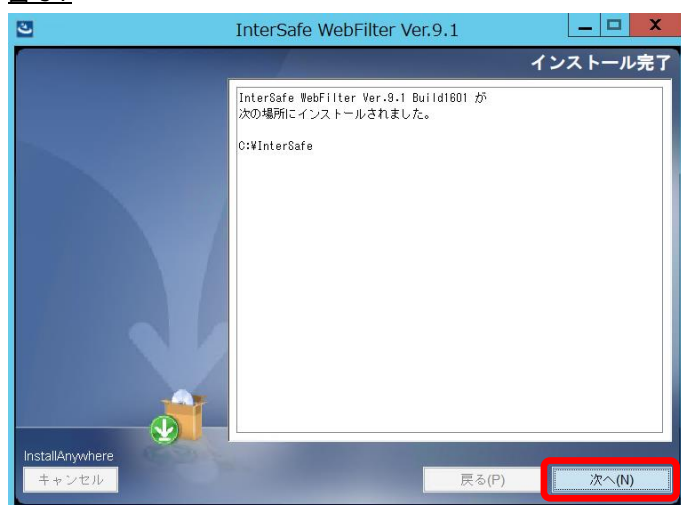 InterSafe WebFilter Ver.9.1
インストール完了
InterSafe WebFilter Ver.9.1 Build1601 が
次の場所にインストールされました。
C:¥InterSafe
InstallAnywhere
キャンセル
戻る(P)
次へ(N)